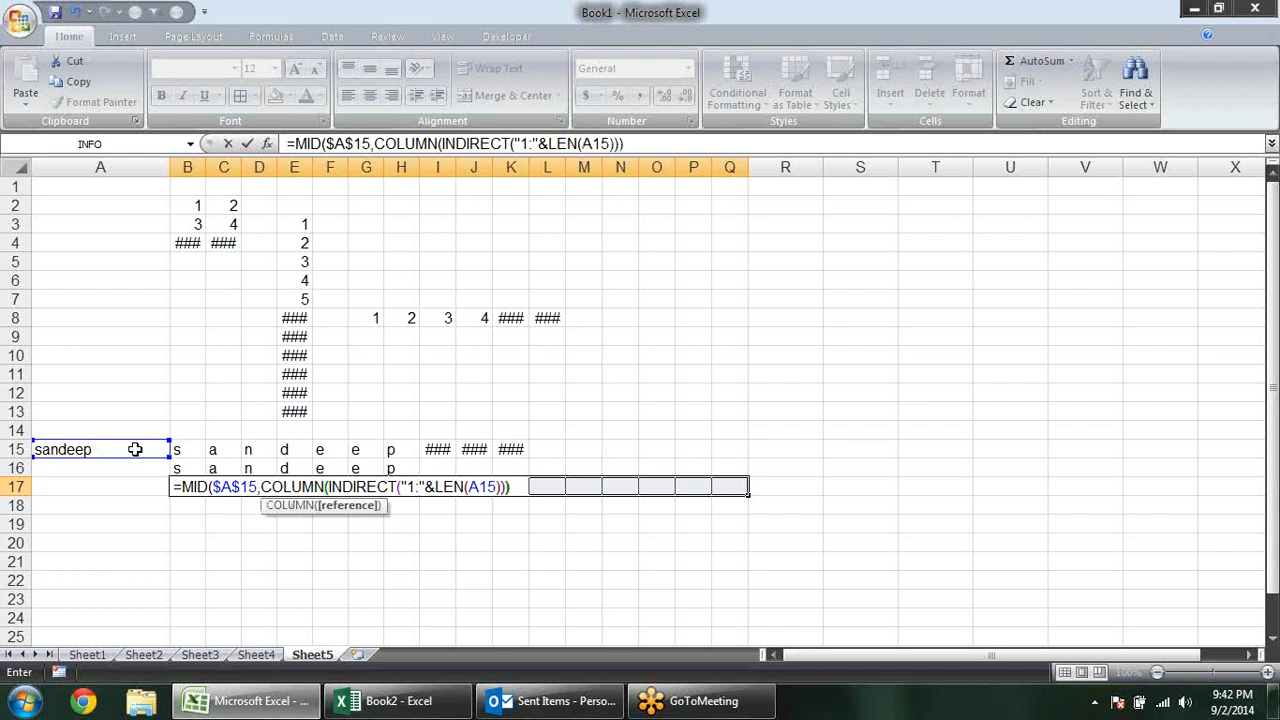 Book1 - Microsoft Excel
Home Insert Page Layout Formulas Data Review View Developer
Paste
Cut
Copy
Format Painter
Clipboard
12
Font
Wrap Text
Merge & Center
Alignment
General
Number
Conditional Formatting
Format as Table
Cell Styles
Styles
Insert Delete Format
Cells
AutoSum
Fill
Clear
Sort & Filter
Find & Select
Editing
INFO
=MID($A$15,COLUMN(INDIRECT("1:"&LEN(A15)))
A B C D E F G H I J K L M N O P Q R S T U V W X
1
2 1 2
3 3 4 1
4 ### ### 2
5 3
6 4
7 5
8 ### 1 2 3 4 ### ###
9 ###
10 ###
11 ###
12 ###
13 ###
14
15 sandeep s a n d e e p ### ### ###
16 s a n d e e p
17 =MID($A$15,COLUMN(INDIRECT("1:"&LEN(A15)))
18 COLUMN([reference])
19
20
21
22
23
24
25
Sheet1 Sheet2 Sheet3 Sheet4 Sheet5
Enter
100%
Microsoft Excel - ...
Book2 - Excel
Sent Items - Perso...
GoToMeeting
9:42 PM
9/2/2014